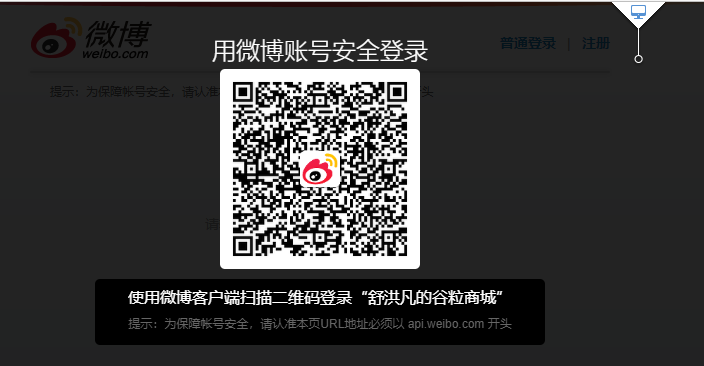 微博
weibo.com
用微博账号安全登录
普通登录 | 注册
提示：为保障帐号安全，请认准本 开头
请
使用微博客户端扫描二维码登录“舒洪凡的谷粒商城”
提示：为保障帐号安全，请认准本页URL地址必须以 api.weibo.com 开头